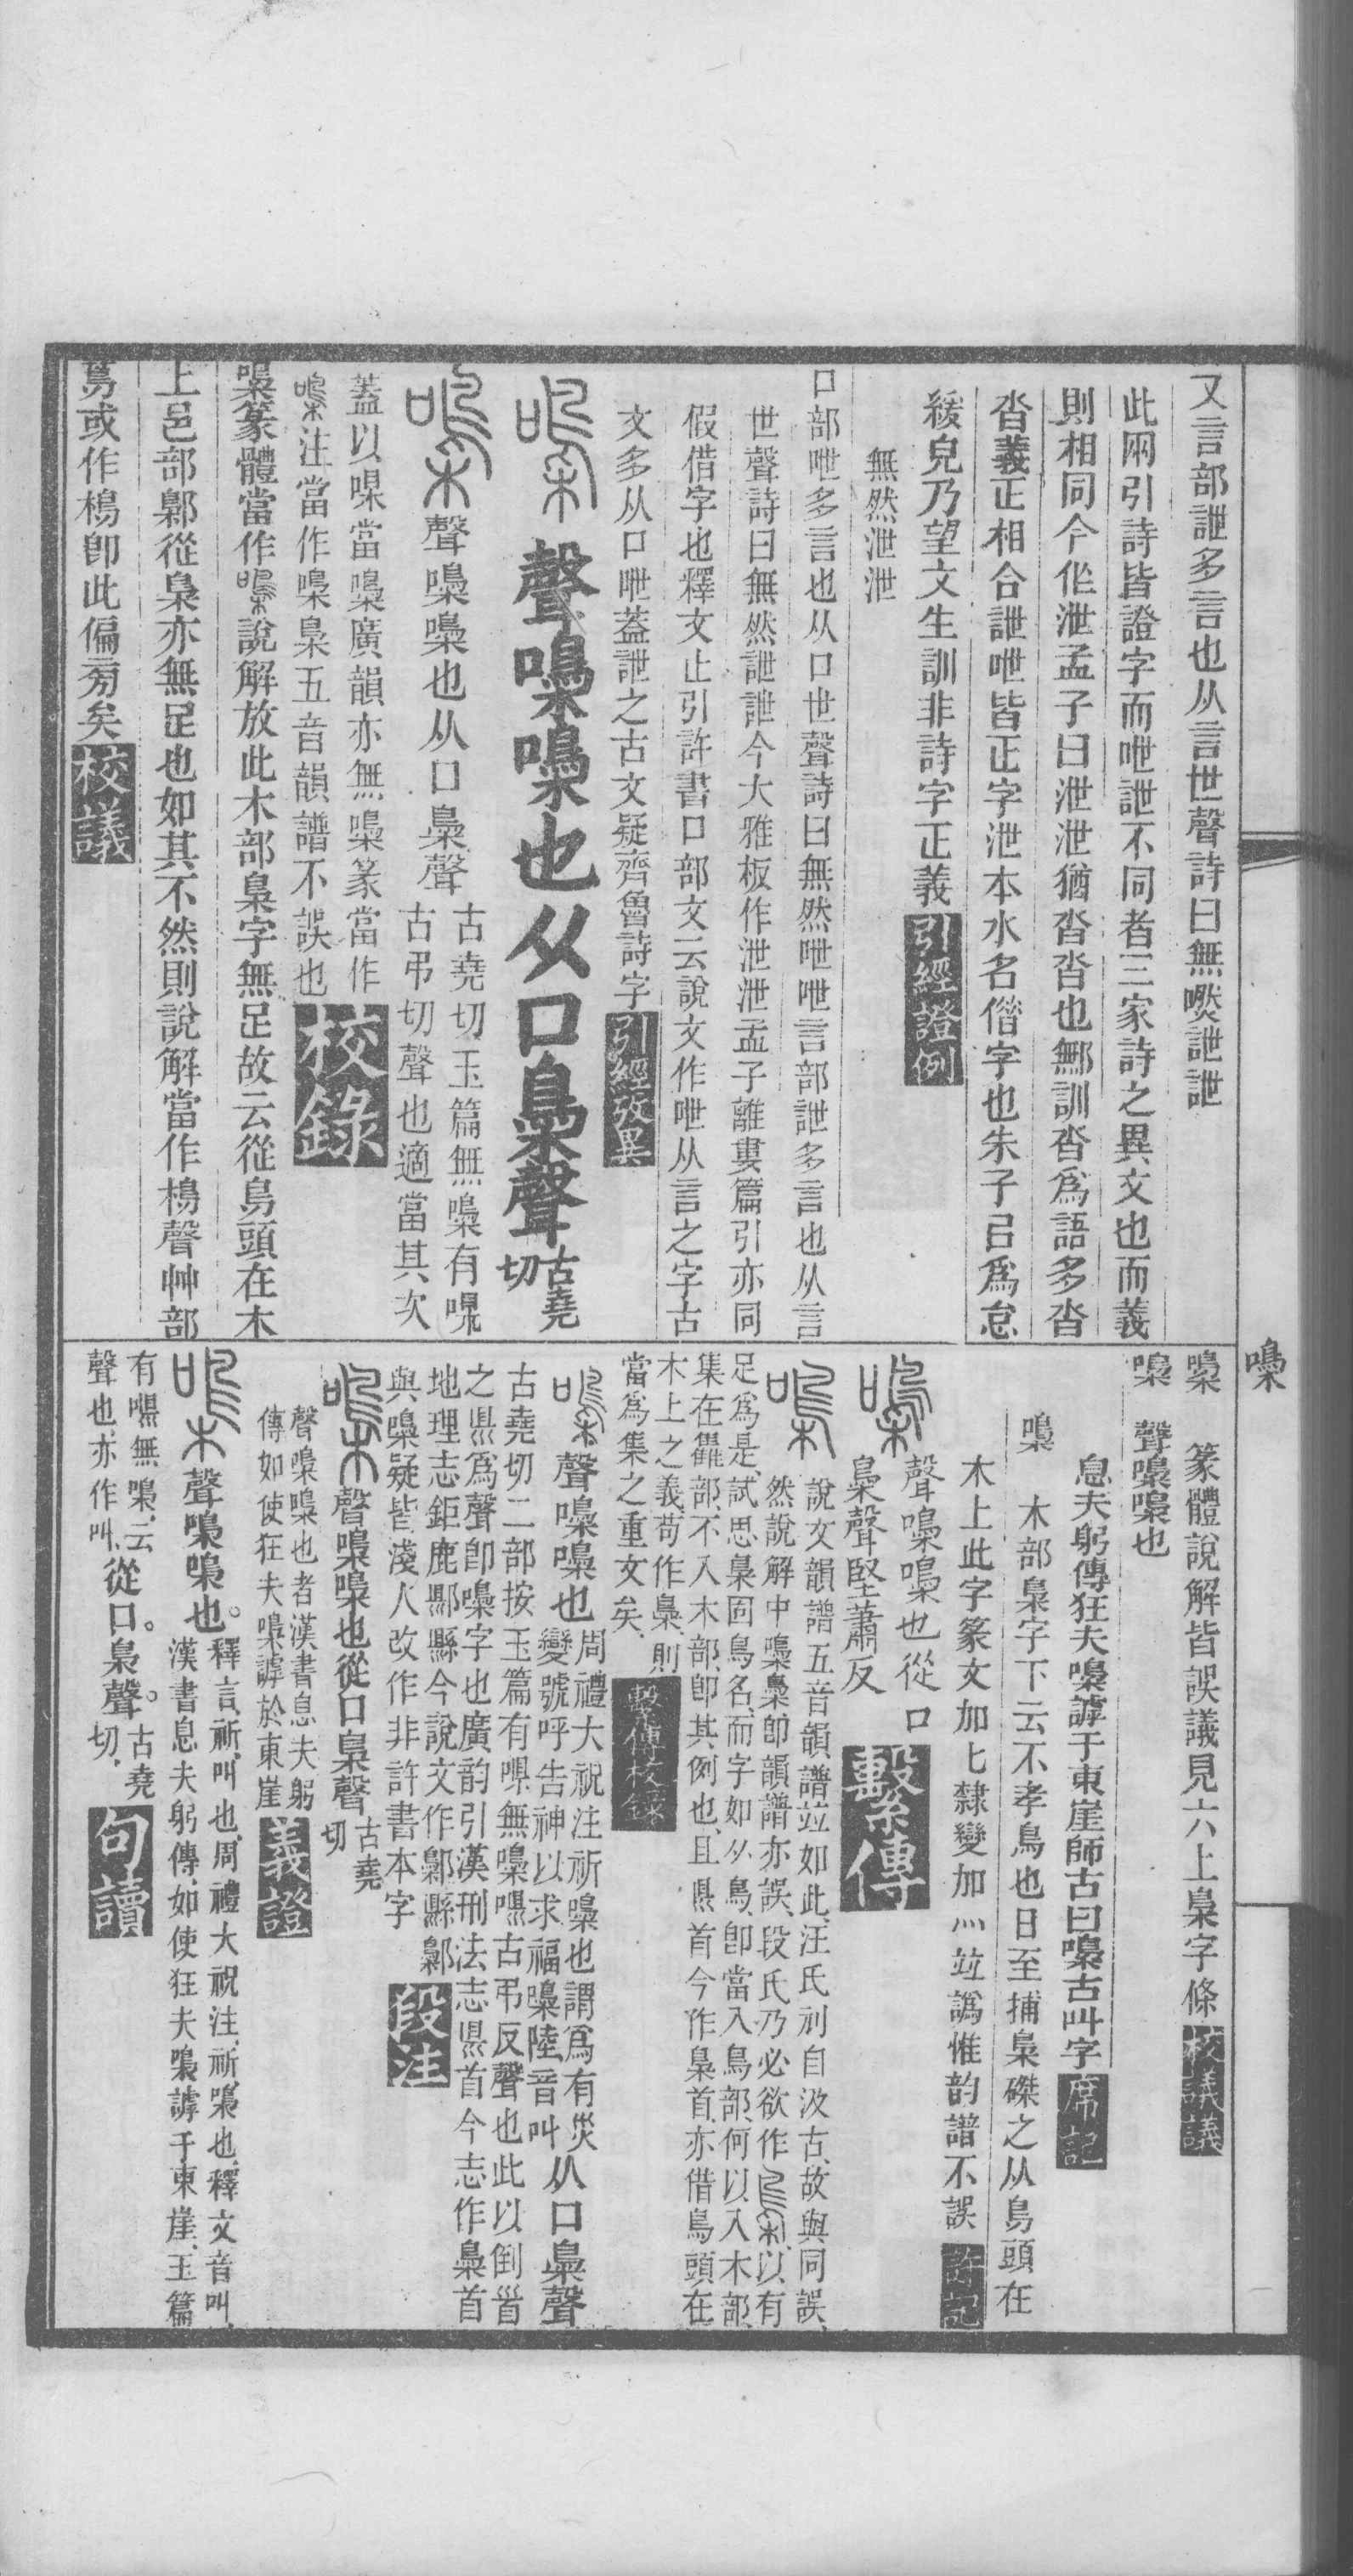 又言部詍多言也从言世聲詩曰無嘫詍詍
此兩引詩皆證字而呭詍不同者三家詩之異文也而義
則相同今作泄孟子曰泄泄猶沓沓也鄦訓沓爲語多沓
沓義正相合詍呭皆正字泄本水名偕字也朱子㠯爲怠
緩皃乃望文生訓非詩字正義引經證例
無然泄泄
口部呭多言也从口世聲詩曰無然呭呭言部詍多言也从言
世聲詩曰無然詍詍今大雅板作泄泄孟子離婁篇引亦同
假借字也釋文止引許書口部文云說文作呭从言之字古
文多从口呭蓋詍之古文疑齊魯詩字引經攷異
聲嘄嘄也从口梟聲古堯切
聲嘄嘄也从口梟聲古堯切玉篇無嘄有㗕
古弔切聲也適當其次
蓋以㗕當嘄廣韻亦無嘄篆當作
注當作嘄梟五音韻譜不誤也校錄
嘄篆體當作說解放此木部梟字無足故云從鳥頭在木
上邑部鄡從梟亦無足也如其不然則說解當作樢聲艸部
蔦或作樢卽此偏旁矣校議
嘄
嘄 篆體說解皆誤議見六上梟字條校議議
嘄 聲嘄嘄也
息夫躬傳狂夫嘄謼于東崖師古曰嘄古叫字席記
嘄 木部梟字下云不孝鳥也日至捕梟磔之从鳥頭在
木上此字篆文加匕隸變加灬竝譌惟韵譜不誤許記
聲嘄嘄也從口
梟聲堅蕭反繫傳
說文韻譜五音韻譜竝如此汪氏刓自汲古故與同誤
然說解中嘄梟卽韻譜亦誤段氏乃必欲作以有
足爲是試思梟固鳥名而字如从鳥卽當入鳥部何以入木部
集在雥部不入木部卽其例也且㬎首今作梟首亦借鳥頭在
木上之義苟作梟則
當爲集之重文矣繫傳校錄
聲嘄嘄也周禮大祝注祈嘄也謂爲有災
變號呼告神以求福嘄陸音叫从口梟聲
古堯切二部按玉篇有㗕無嘄㗕古弔反聲也此以倒𩠐
之㬎爲聲卽嘄字也廣韵引漢刑法志㬎首今志作梟首
地理志鉅鹿郻縣今說文作鄡縣鄡
與嘄疑皆淺人改作非許書本字段注
聲嘄嘄也從口梟聲古堯切
聲嘄嘄也者漢書息夫躬
傳如使狂夫嘄謼於東崖義證
聲嘄嘄也。釋言祈叫也周禮大祝注祈嘄也釋文音叫
漢書息夫躬傳如使狂夫嘄謼于東崖玉篇
有㗕無嘄云
聲也亦作叫從口。梟聲。古堯切句讀